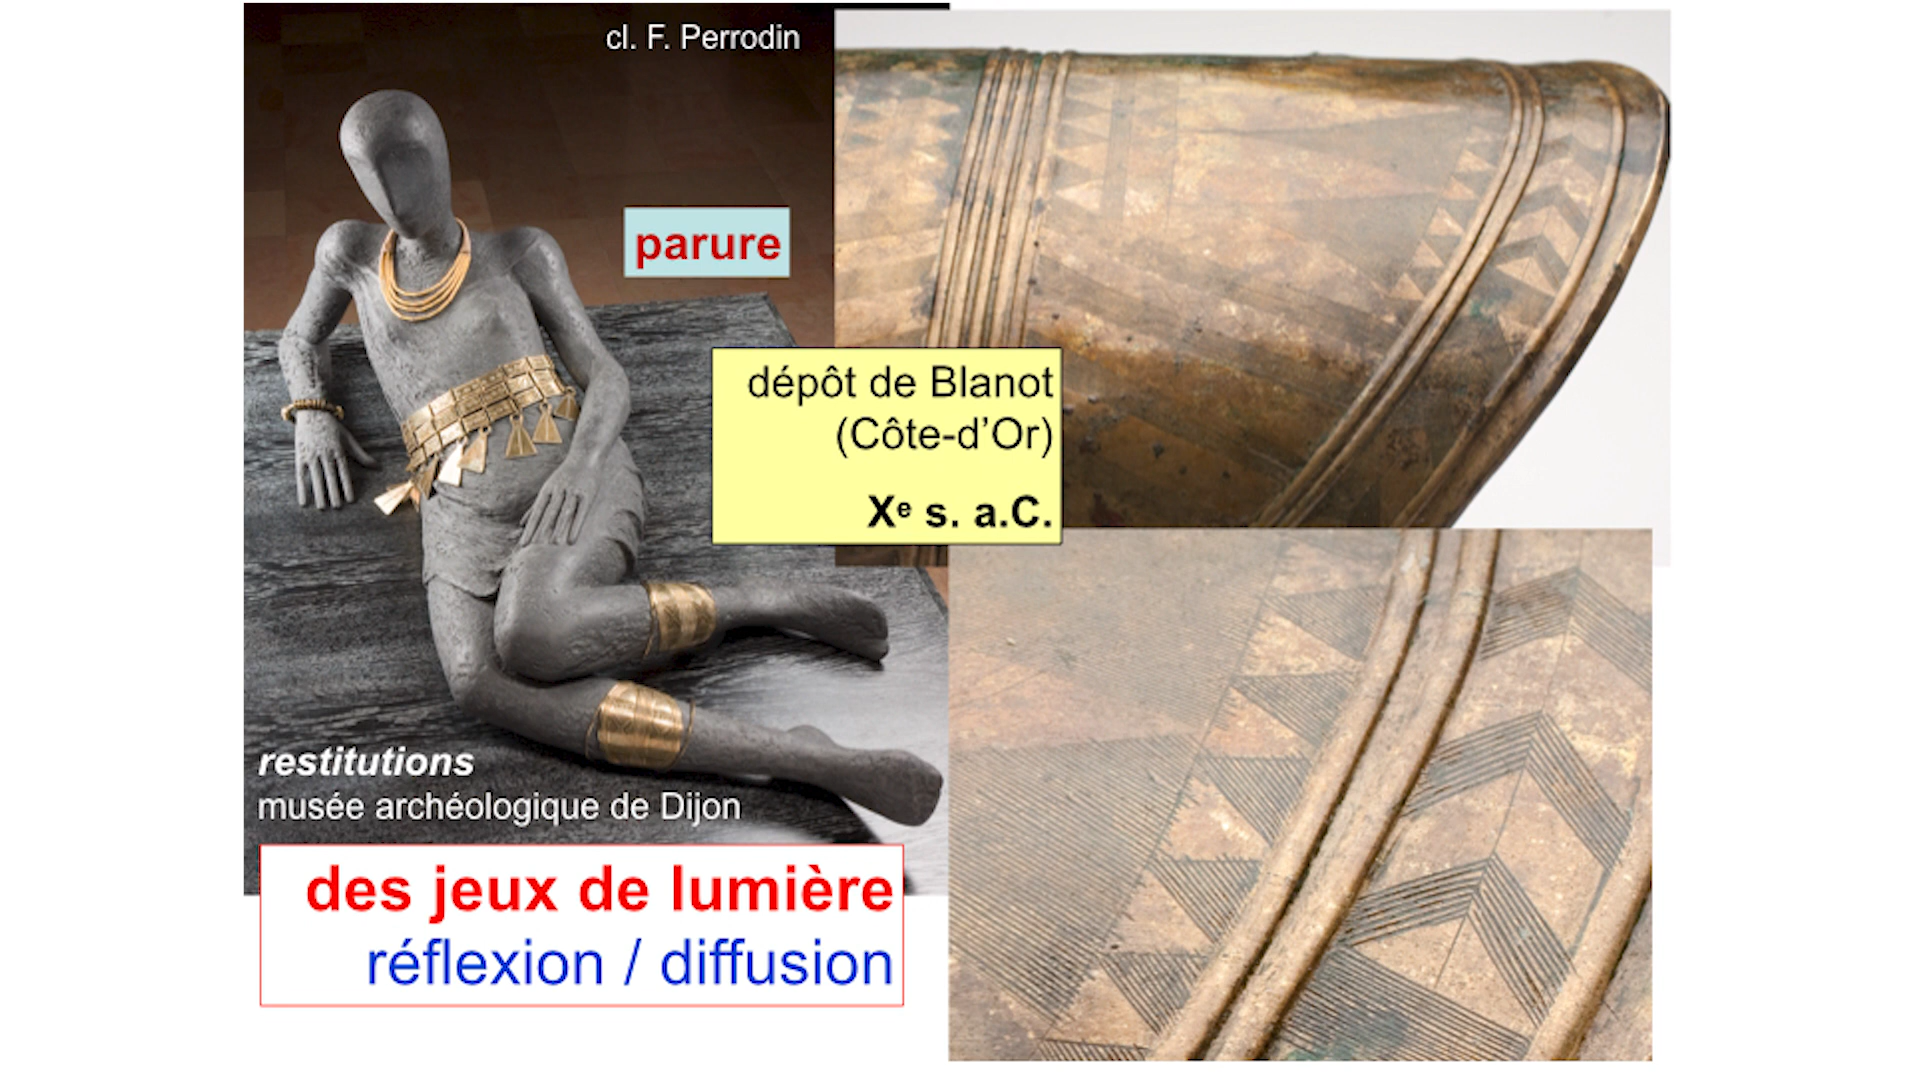 cl. F. Perrodin
parure
dépôt de Blanot
(Côte-d’Or)
Xe s. a.C.
restitutions
musée archéologique de Dijon
des jeux de lumière
réflexion / diffusion